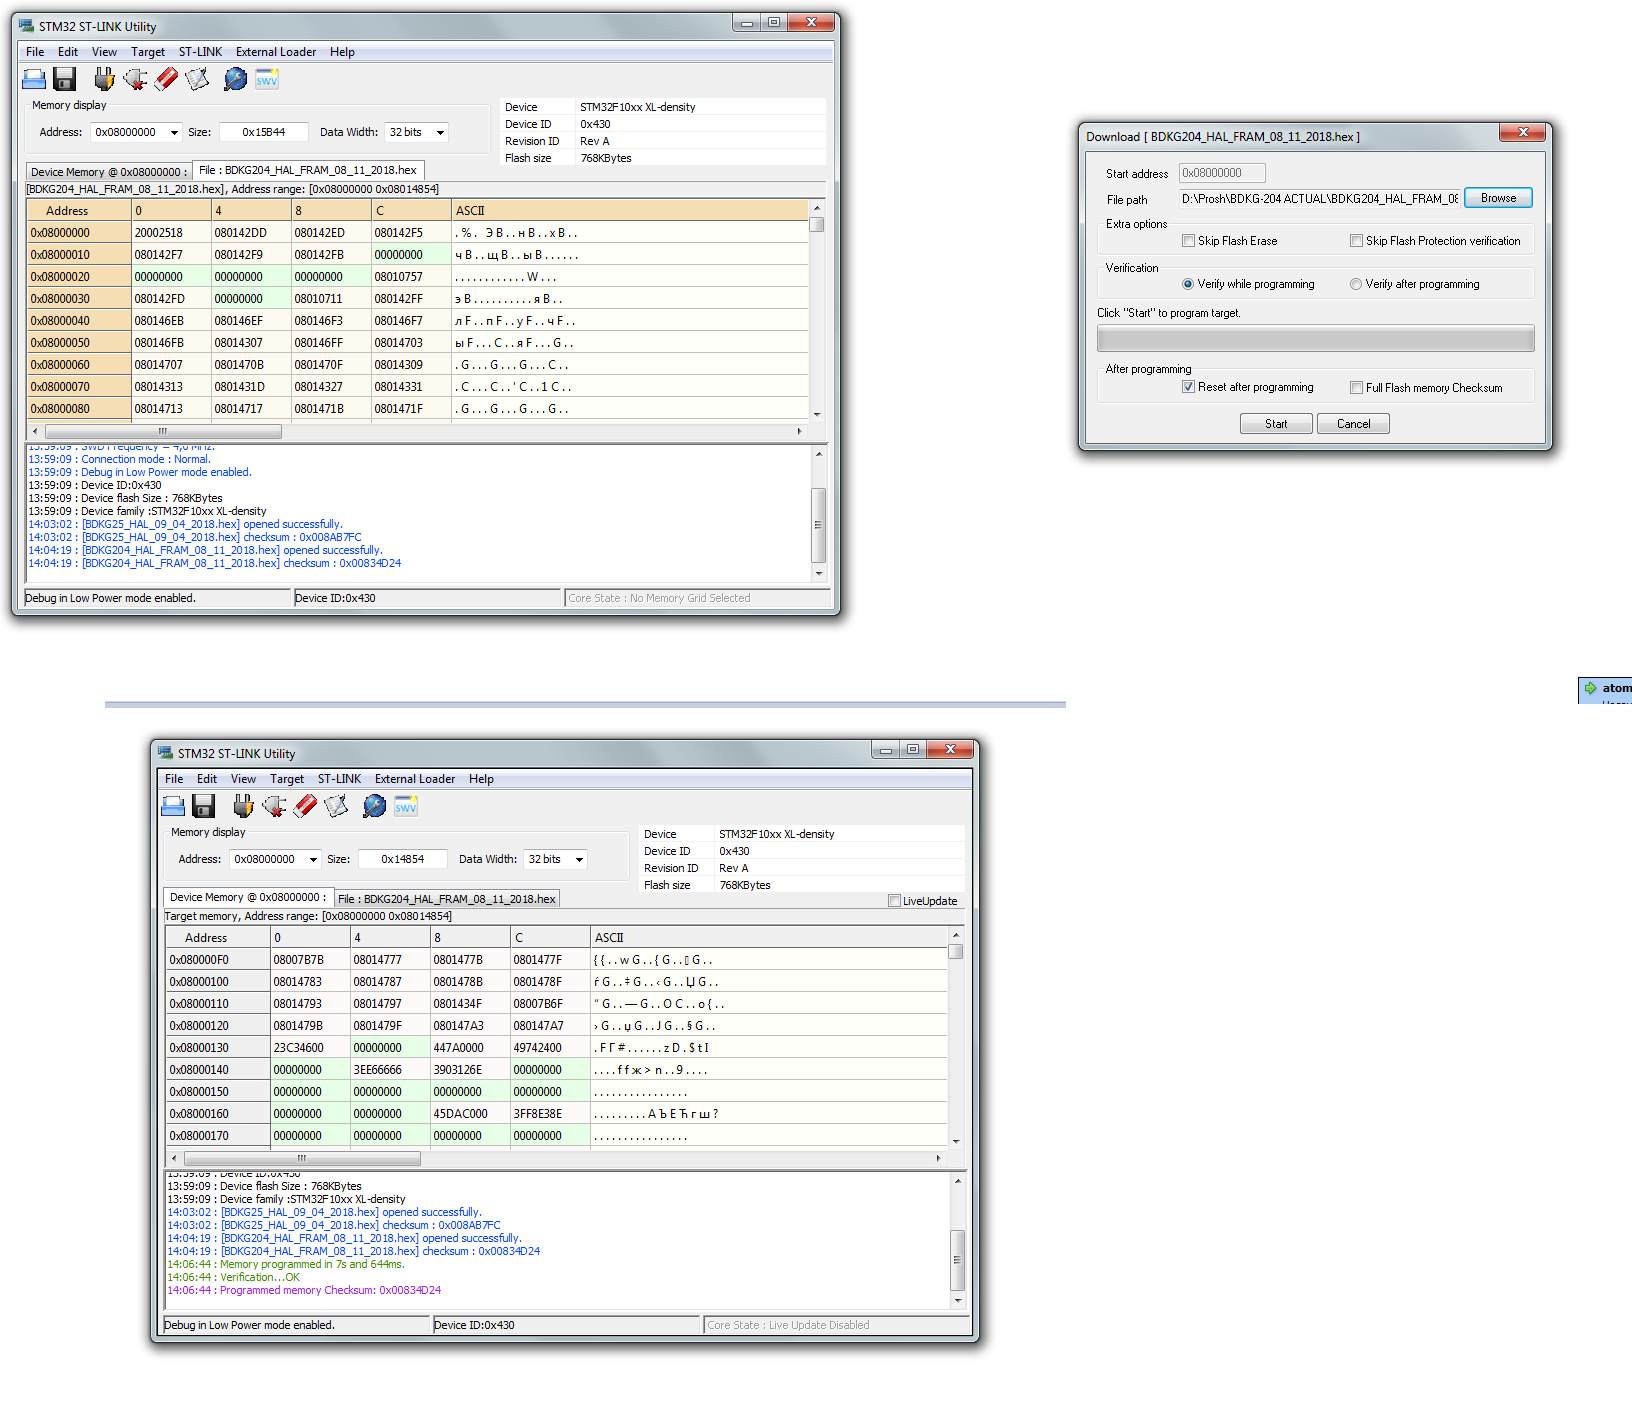 STM32 ST-LINK Utility
File Edit View Target ST-LINK External Loader Help
SWV
Memory display
Address: 0x08000000 Size: 0x15B44 Data Width: 32 bits
Device STM32F10xx XL-density
Device ID 0x430
Revision ID Rev A
Flash size 768KBytes
Device Memory @ 0x08000000 : File : BDKG204_HAL_FRAM_08_11_2018.hex
[BDKG204_HAL_FRAM_08_11_2018.hex], Address range: [0x08000000 0x08014854]
Address 0 4 8 C ASCII
0x08000000 20002518 080142DD 080142ED 080142F5 . %. ЭB..нB..хB..
0x08000010 080142F7 080142F9 080142FB 00000000 чB..щB..ыB......
0x08000020 00000000 00000000 00000000 08010757 ............W...
0x08000030 080142FD 00000000 08010711 080142FF эB..........яB..
0x08000040 080146EB 080146EF 080146F3 080146F7 лF..пF..уF..чF..
0x08000050 080146FB 08014307 080146FF 08014703 ыF...C..яF...G..
0x08000060 08014707 0801470B 0801470F 08014309 .G...G...G...C..
0x08000070 08014313 0801431D 08014327 08014331 .C...C..'C..1C..
0x08000080 08014713 08014717 0801471B 0801471F .G...G...G...G..
13:59:09 : SWD Frequency = 4,0 MHz.
13:59:09 : Connection mode : Normal.
13:59:09 : Debug in Low Power mode enabled.
13:59:09 : Device ID:0x430
13:59:09 : Device flash Size : 768KBytes
13:59:09 : Device family :STM32F10xx XL-density
14:03:02 : [BDKG25_HAL_09_04_2018.hex] opened successfully.
14:03:02 : [BDKG25_HAL_09_04_2018.hex] checksum : 0x008AB7FC
14:04:19 : [BDKG204_HAL_FRAM_08_11_2018.hex] opened successfully.
14:04:19 : [BDKG204_HAL_FRAM_08_11_2018.hex] checksum : 0x00834D24
Debug in Low Power mode enabled. Device ID:0x430 Core State : No Memory Grid Selected
Download [ BDKG204_HAL_FRAM_08_11_2018.hex ]
Start address 0x08000000
File path D:\Prosh\BDKG-204 ACTUAL\BDKG204_HAL_FRAM_08 Browse
Extra options
Skip Flash Erase Skip Flash Protection verification
Verification
Verify while programming Verify after programming
Click "Start" to program target.
After programming
Reset after programming Full Flash memory Checksum
Start Cancel
atom
STM32 ST-LINK Utility
File Edit View Target ST-LINK External Loader Help
SWV
Memory display
Address: 0x08000000 Size: 0x14854 Data Width: 32 bits
Device STM32F10xx XL-density
Device ID 0x430
Revision ID Rev A
Flash size 768KBytes
Device Memory @ 0x08000000 : File : BDKG204_HAL_FRAM_08_11_2018.hex LiveUpdate
Target memory, Address range: [0x08000000 0x08014854]
Address 0 4 8 C ASCII
0x080000F0 08007B7B 08014777 0801477B 0801477F {{..wG..{G..▯G..
0x08000100 08014783 08014787 0801478B 0801478F ѓG..‡G..‹G..ЏG..
0x08000110 08014793 08014797 0801434F 08007B6F “G..—G..OC..o{..
0x08000120 0801479B 0801479F 080147A3 080147A7 ›G..џG..JG..§G..
0x08000130 23C34600 00000000 447A0000 49742400 .FГ#......zD.$tI
0x08000140 00000000 3EE66666 3903126E 00000000 ....ffж>n..9....
0x08000150 00000000 00000000 00000000 00000000 ................
0x08000160 00000000 00000000 45DAC000 3FF8E38E .........АЪEЋгш?
0x08000170 00000000 00000000 00000000 00000000 ................
13:59:09 : Device ID:0x430
13:59:09 : Device flash Size : 768KBytes
13:59:09 : Device family :STM32F10xx XL-density
14:03:02 : [BDKG25_HAL_09_04_2018.hex] opened successfully.
14:03:02 : [BDKG25_HAL_09_04_2018.hex] checksum : 0x008AB7FC
14:04:19 : [BDKG204_HAL_FRAM_08_11_2018.hex] opened successfully.
14:04:19 : [BDKG204_HAL_FRAM_08_11_2018.hex] checksum : 0x00834D24
14:06:44 : Memory programmed in 7s and 644ms.
14:06:44 : Verification...OK
14:06:44 : Programmed memory Checksum: 0x00834D24
Debug in Low Power mode enabled. Device ID:0x430 Core State : Live Update Disabled